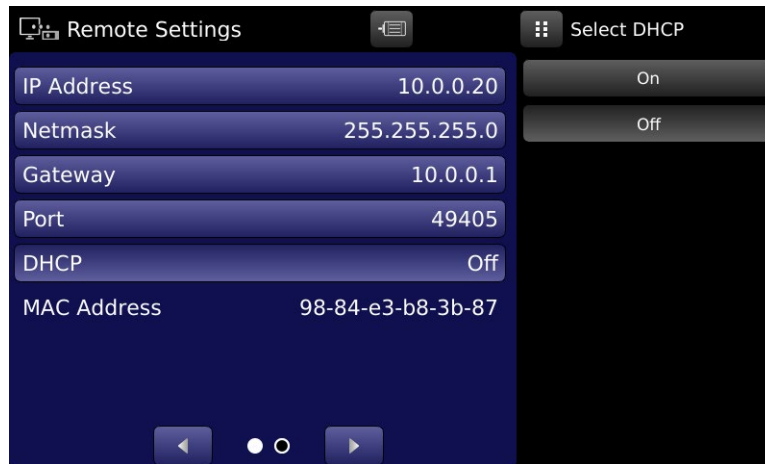 Remote Settings
IP Address 10.0.0.20
Netmask 255.255.255.0
Gateway 10.0.0.1
Port 49405
DHCP Off
MAC Address 98-84-e3-b8-3b-87
Select DHCP
On
Off